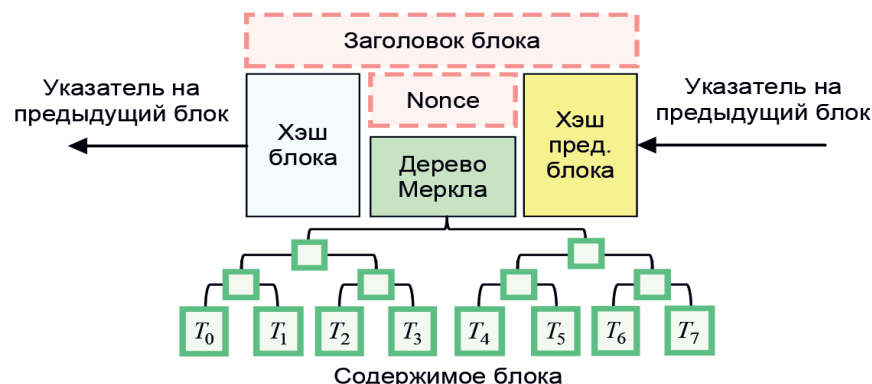 Заголовок блока
Указатель на
предыдущий блок
Хэш
блока
Nonce
Дерево
Меркла
Хэш
пред.
блока
Указатель на
предыдущий блок
T0 T1 T2 T3 T4 T5 T6 T7
Содержимое блока